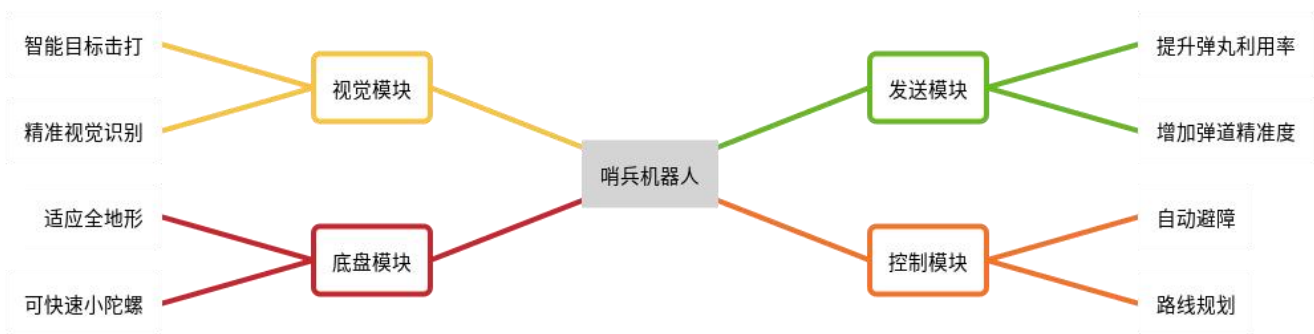 智能目标击打
精准视觉识别
视觉模块
适应全地形
可快速小陀螺
底盘模块
哨兵机器人
发送模块
提升弹丸利用率
增加弹道精准度
控制模块
自动避障
路线规划